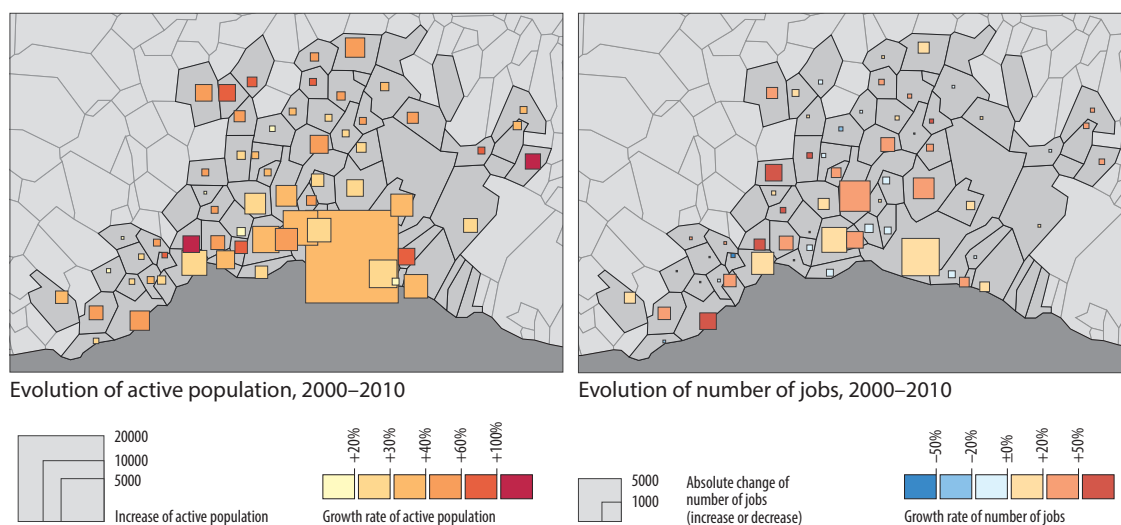 Evolution of active population, 2000–2010
20000
10000
5000
Increase of active population
+20%
+30%
+40%
+60%
+100%
Growth rate of active population
Evolution of number of jobs, 2000–2010
5000
1000
Absolute change of
number of jobs
(increase or decrease)
–50%
–20%
±0%
+20%
+50%
Growth rate of number of jobs